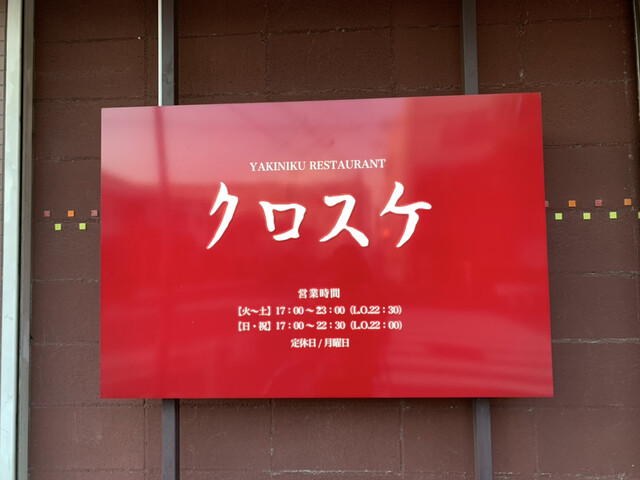 YAKINIKU RESTAURANT
クロスケ
営業時間
【火〜土】17：00〜23：00（L.O.22：30）
【日・祝】17：00〜22：30（L.O.22：00）
定休日/月曜日